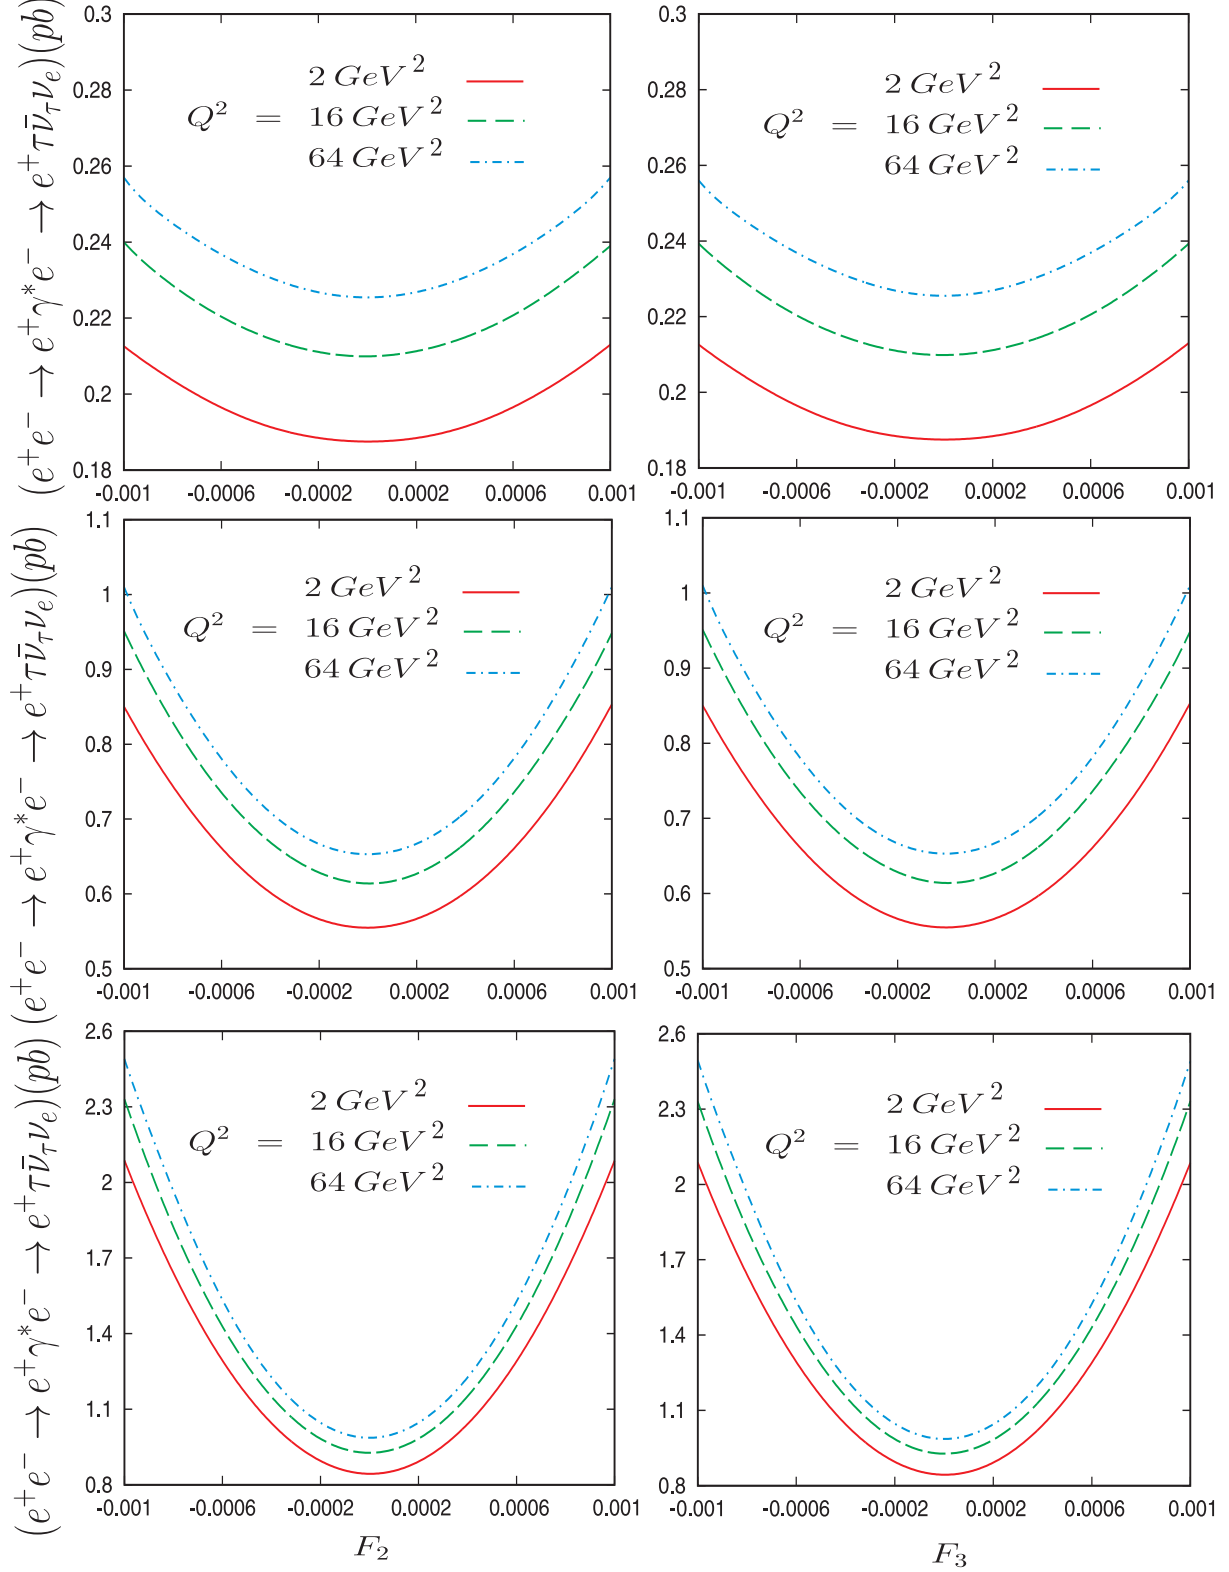 (e⁺e⁻ → e⁺γ*e⁻ → e⁺τν̄_τν_e)(pb)
0.3
0.28
0.26
0.24
0.22
0.2
0.18
2 GeV²
Q² = 16 GeV²
64 GeV²
-0.001 -0.0006 -0.0002 0.0002 0.0006 0.001
0.3
0.28
0.26
0.24
0.22
0.2
0.18
2 GeV²
Q² = 16 GeV²
64 GeV²
-0.001 -0.0006 -0.0002 0.0002 0.0006 0.001
(e⁺e⁻ → e⁺γ*e⁻ → e⁺τν̄_τν_e)(pb)
1.1
1
0.9
0.8
0.7
0.6
0.5
2 GeV²
Q² = 16 GeV²
64 GeV²
-0.001 -0.0006 -0.0002 0.0002 0.0006 0.001
1.1
1
0.9
0.8
0.7
0.6
0.5
2 GeV²
Q² = 16 GeV²
64 GeV²
-0.001 -0.0006 -0.0002 0.0002 0.0006 0.001
(e⁺e⁻ → e⁺γ*e⁻ → e⁺τν̄_τν_e)(pb)
2.6
2.3
2
1.7
1.4
1.1
0.8
2 GeV²
Q² = 16 GeV²
64 GeV²
-0.001 -0.0006 -0.0002 0.0002 0.0006 0.001
F₂
2.6
2.3
2
1.7
1.4
1.1
0.8
2 GeV²
Q² = 16 GeV²
64 GeV²
-0.001 -0.0006 -0.0002 0.0002 0.0006 0.001
F₃